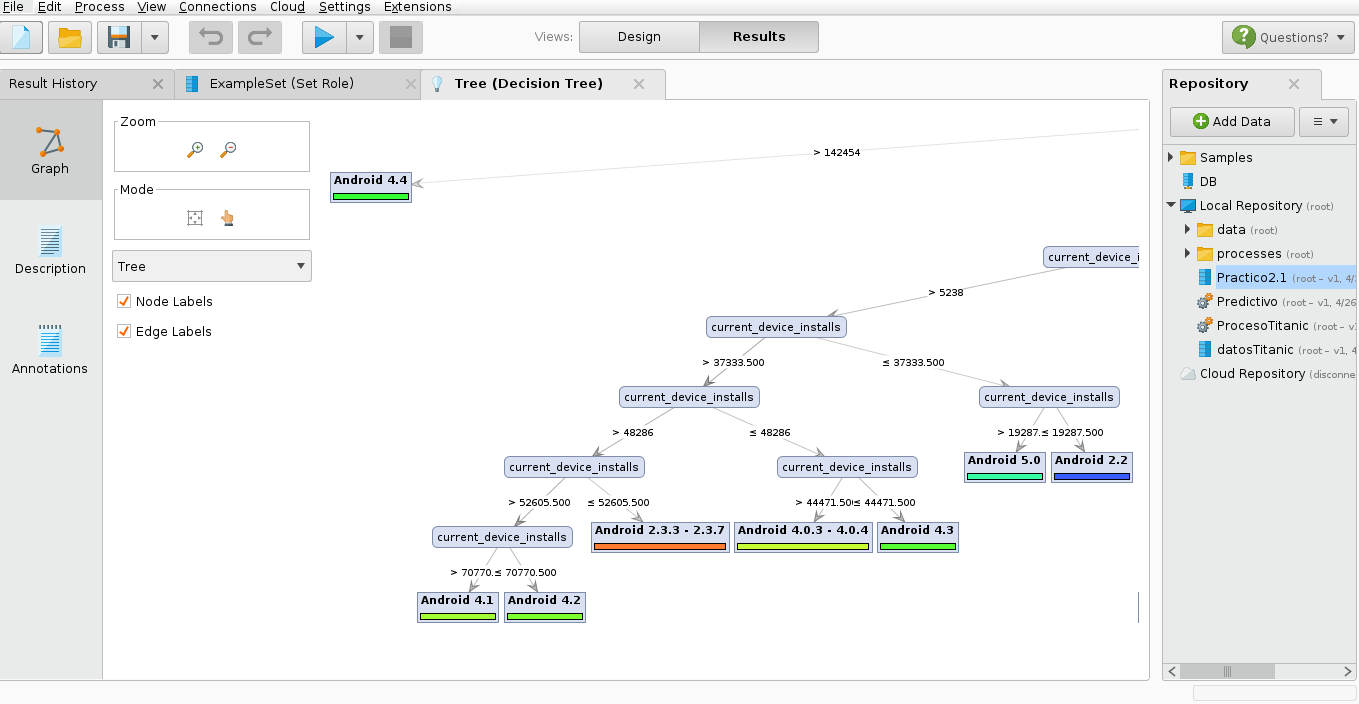 File Edit Process View Connections Cloud Settings Extensions
Views: Design Results Questions?
Result History ExampleSet (Set Role) Tree (Decision Tree) Repository
Zoom
Add Data
Graph
Mode
Tree
Node Labels
Edge Labels
Description
Annotations
> 142454
Android 4.4
current_device_i
> 5238
current_device_installs
> 37333.500 ≤ 37333.500
current_device_installs current_device_installs
> 48286 ≤ 48286 > 19287. ≤ 19287.500
current_device_installs current_device_installs Android 5.0 Android 2.2
> 52605.500 ≤ 52605.500 > 44471.50 ≤ 44471.500
current_device_installs Android 2.3.3 - 2.3.7 Android 4.0.3 - 4.0.4 Android 4.3
> 70770. ≤ 70770.500
Android 4.1 Android 4.2
Samples
DB
Local Repository (root)
data (root)
processes (root)
Practico2.1 (root – v1, 4/
Predictivo (root – v1, 4/26
ProcesoTitanic (root – v
datosTitanic (root – v1, 4
Cloud Repository (disconne